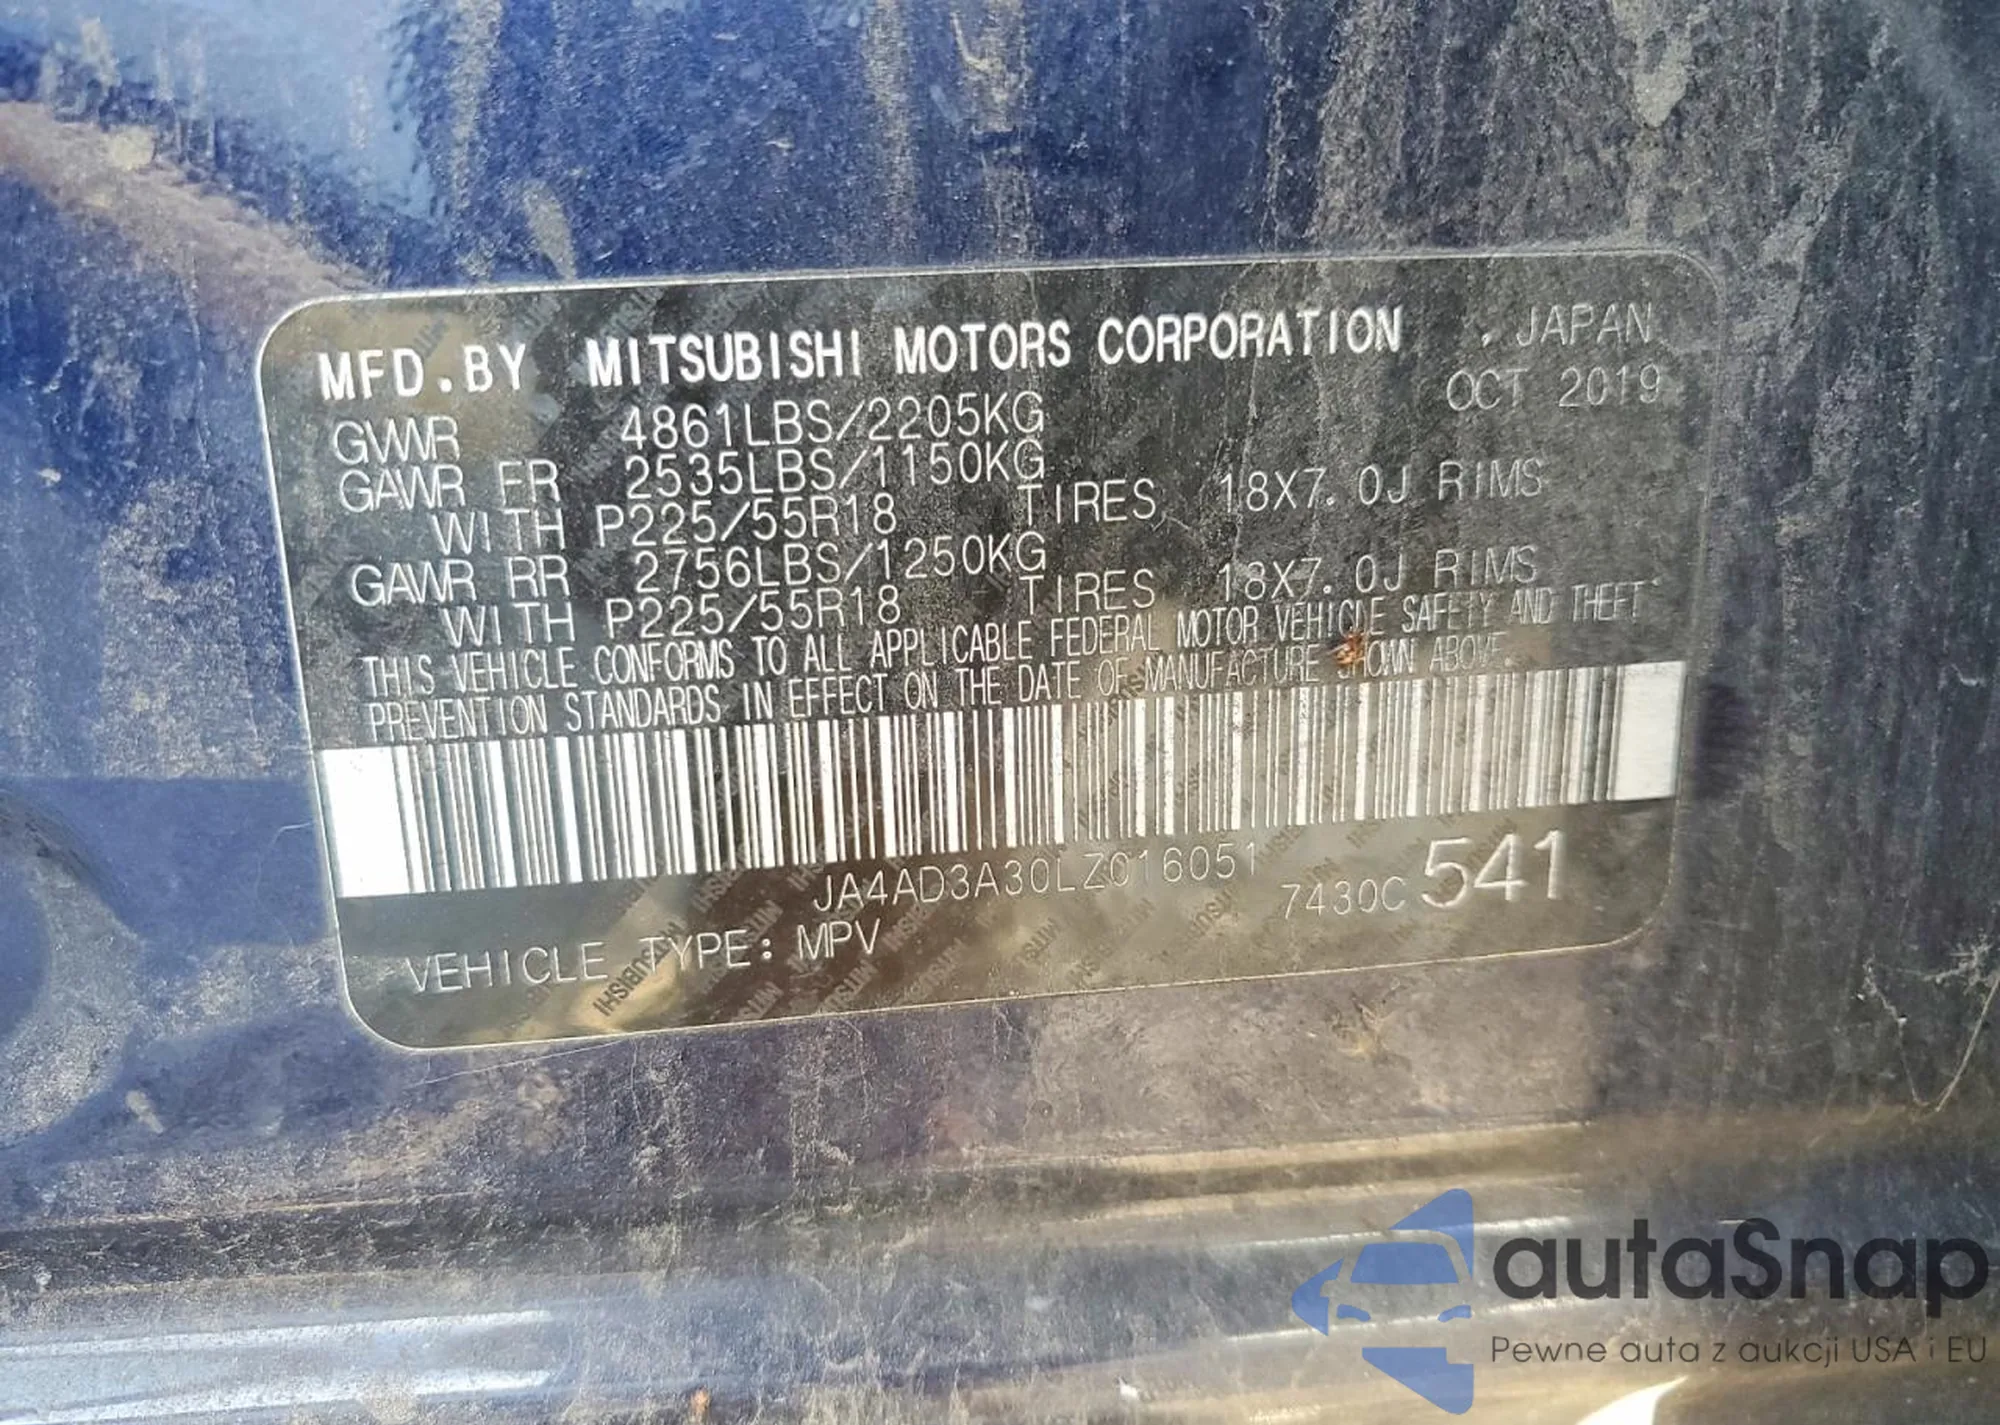 MFD.BY MITSUBISHI MOTORS CORPORATION . JAPAN
OCT 2019
GVWR 4861LBS/2205KG
GAWR FR 2535LBS/1150KG
WITH P225/55R18 TIRES, 18X7.0J RIMS
GAWR RR 2756LBS/1250KG
WITH P225/55R18 TIRES 18X7.0J RIMS
THIS VEHICLE CONFORMS TO ALL APPLICABLE FEDERAL MOTOR VEHICLE SAFETY AND THEFT
PREVENTION STANDARDS IN EFFECT ON THE DATE OF MANUFACTURE SHOWN ABOVE.
JA4AD3A30LZ016051
7430C 541
VEHICLE TYPE: MPV
autaSnap
Pewne auta z aukcji USA i EU